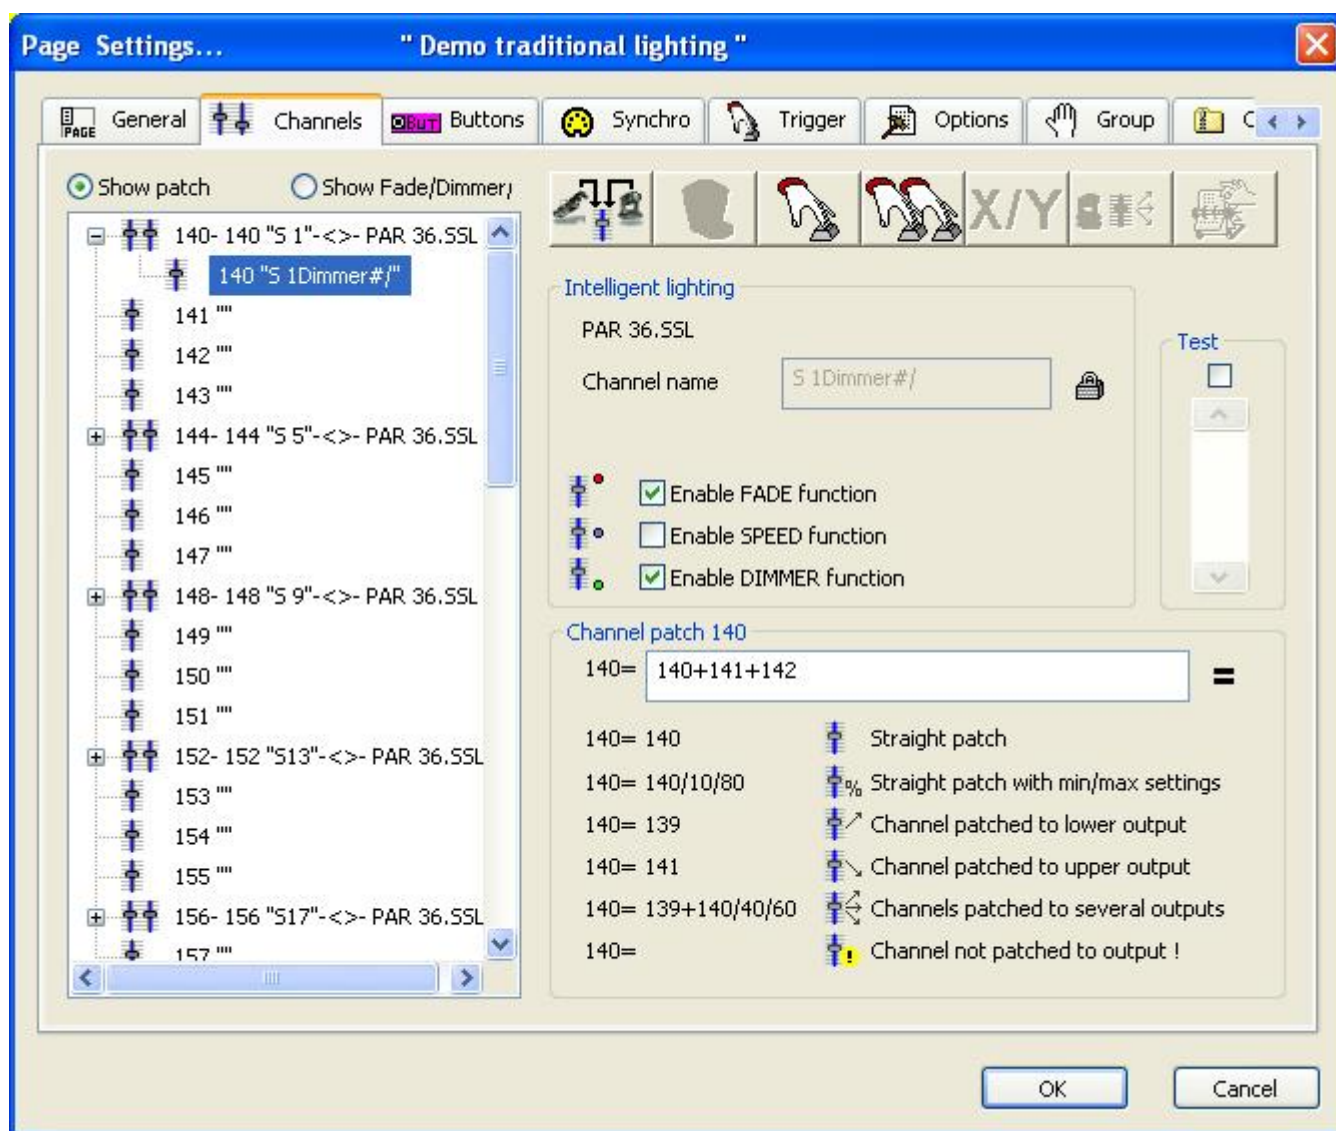 Page Settings... " Demo traditional lighting "
PAGE General Channels BUT Buttons Synchro Trigger Options Group C
Show patch Show Fade/Dimmer/
140- 140 "S 1"-<>- PAR 36.SSL
140 "S 1Dimmer#/"
141 ""
142 ""
143 ""
144- 144 "S 5"-<>- PAR 36.SSL
145 ""
146 ""
147 ""
148- 148 "S 9"-<>- PAR 36.SSL
149 ""
150 ""
151 ""
152- 152 "S13"-<>- PAR 36.SSL
153 ""
154 ""
155 ""
156- 156 "S17"-<>- PAR 36.SSL
157 ""
X/Y
Intelligent lighting
PAR 36.SSL
Channel name S 1Dimmer#/
Enable FADE function
Enable SPEED function
Enable DIMMER function
Test
Channel patch 140
140= 140+141+142 =
140= 140 Straight patch
140= 140/10/80 % Straight patch with min/max settings
140= 139 Channel patched to lower output
140= 141 Channel patched to upper output
140= 139+140/40/60 Channels patched to several outputs
140= ! Channel not patched to output !
OK Cancel